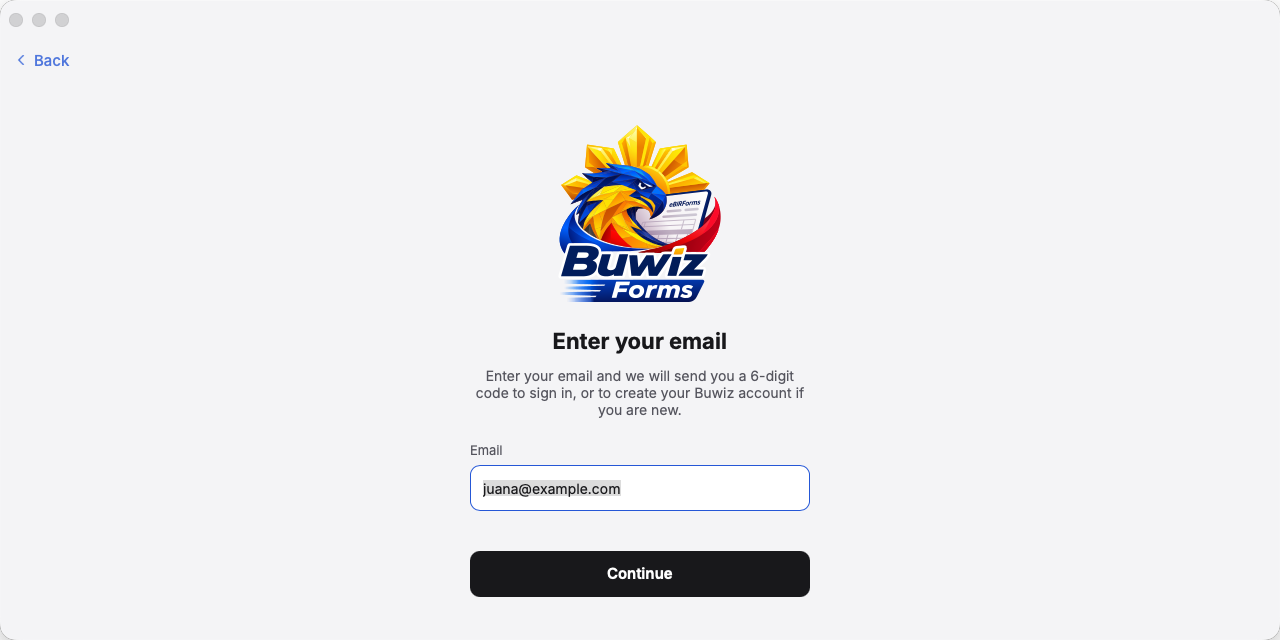 Back
eBIRForms
Buwiz
Forms
Enter your email
Enter your email and we will send you a 6-digit
code to sign in, or to create your Buwiz account if
you are new.
Email
juana@example.com
Continue